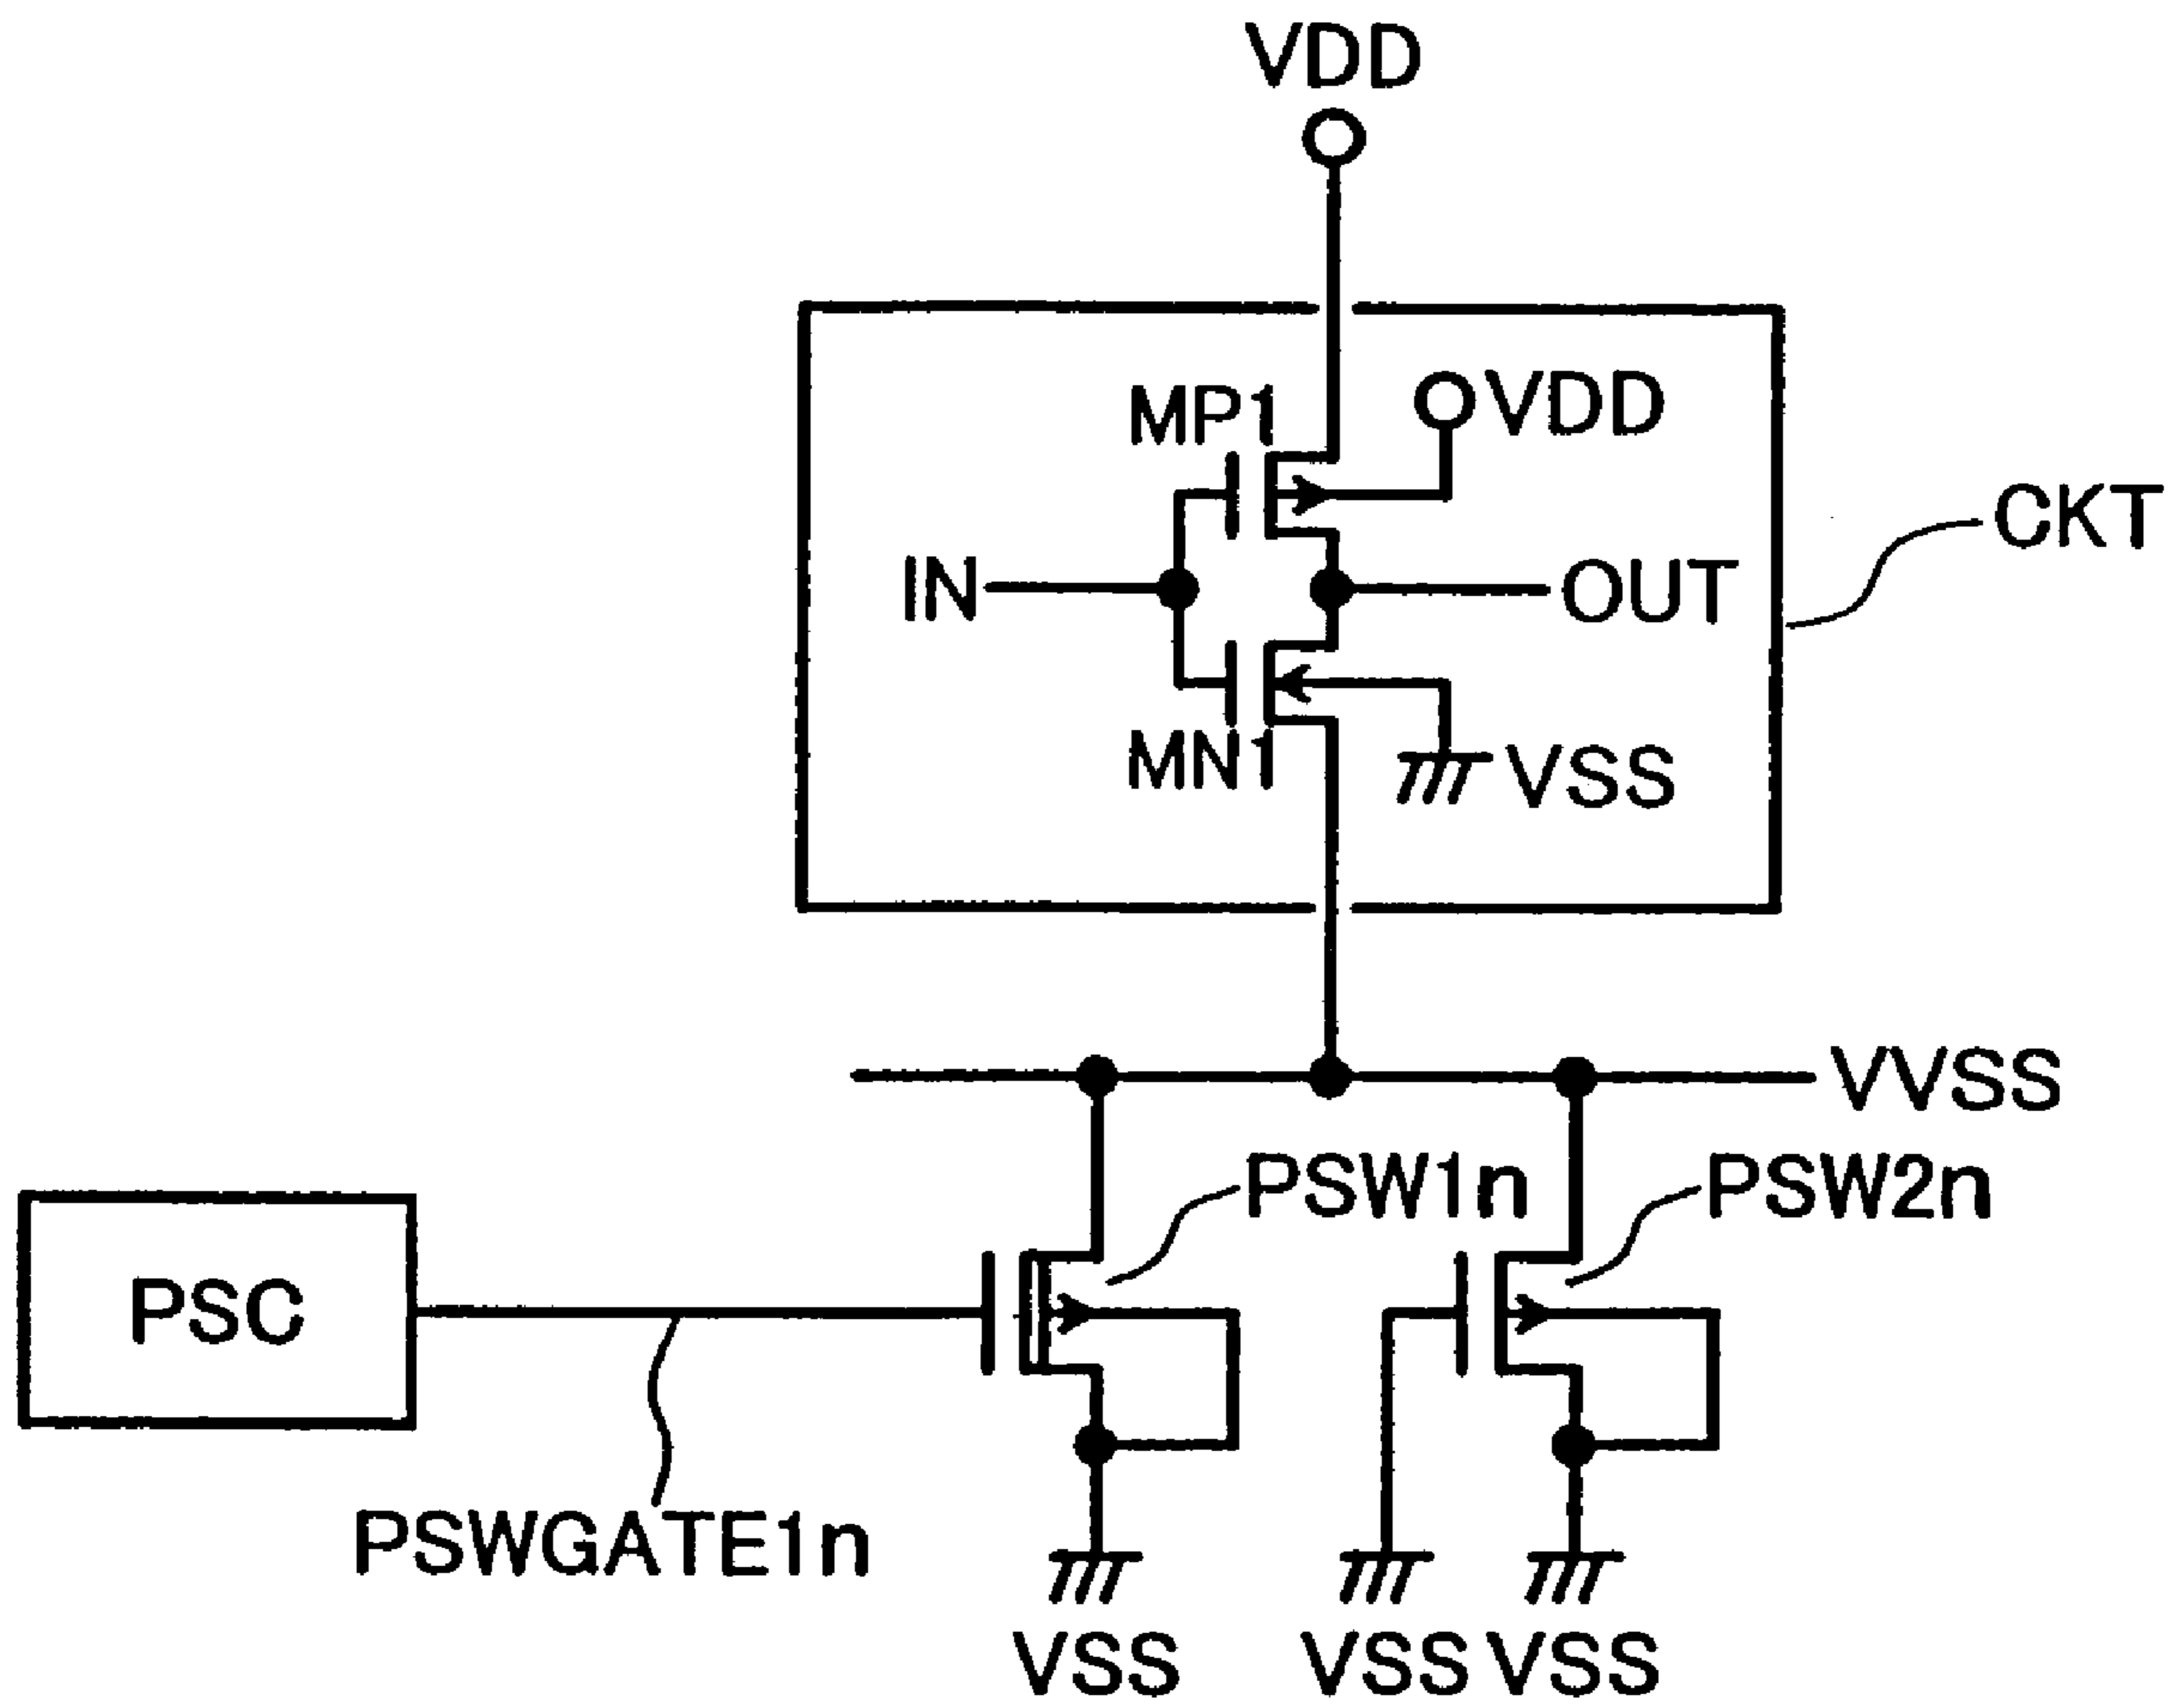 VDD
MP1
VDD
CKT
IN
OUT
MN1
VSS
VVSS
PSW1n
PSW2n
PSC
PSWGATE1n
VSS
VSS
VSS